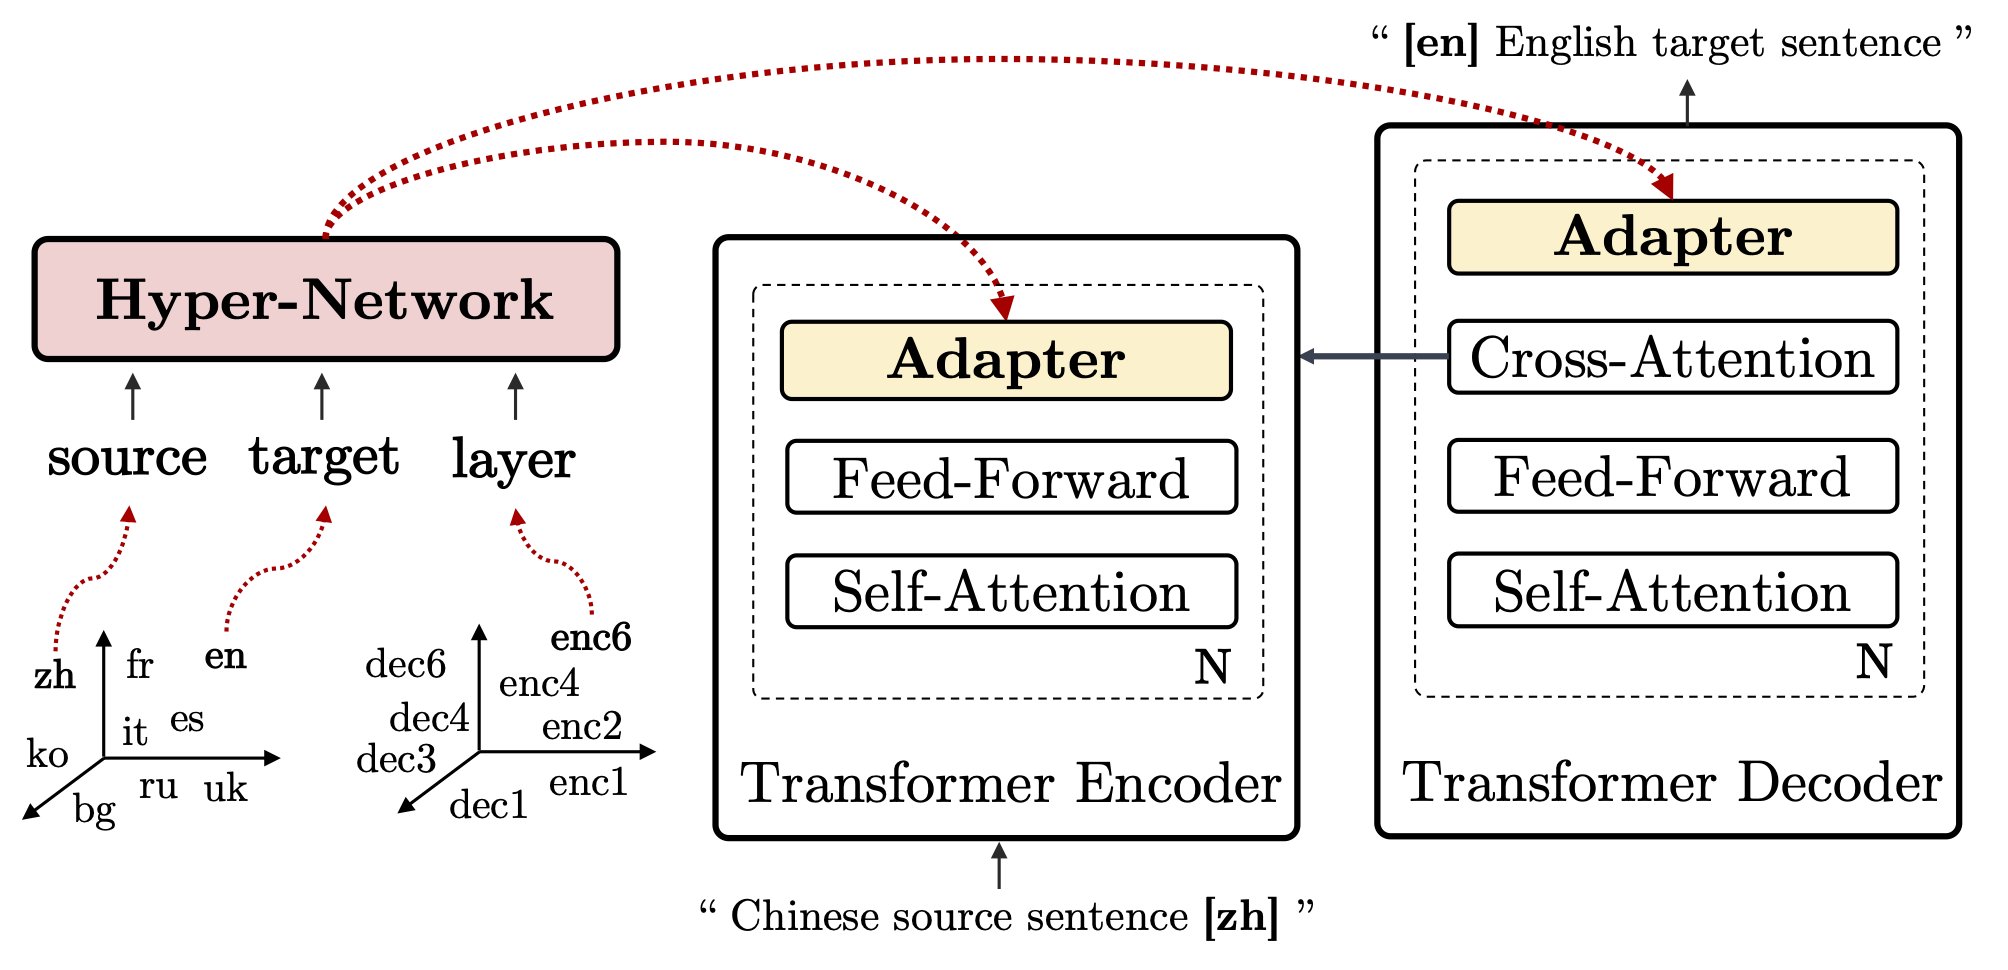 “ [en] English target sentence ”
Hyper-Network
source target layer
zh fr en
it es
ko
ru uk
bg
enc6
dec6
enc4
dec4 enc2
dec3
enc1
dec1
Adapter
Feed-Forward
Self-Attention
N
Transformer Encoder
“ Chinese source sentence [zh] ”
Adapter
Cross-Attention
Feed-Forward
Self-Attention
N
Transformer Decoder